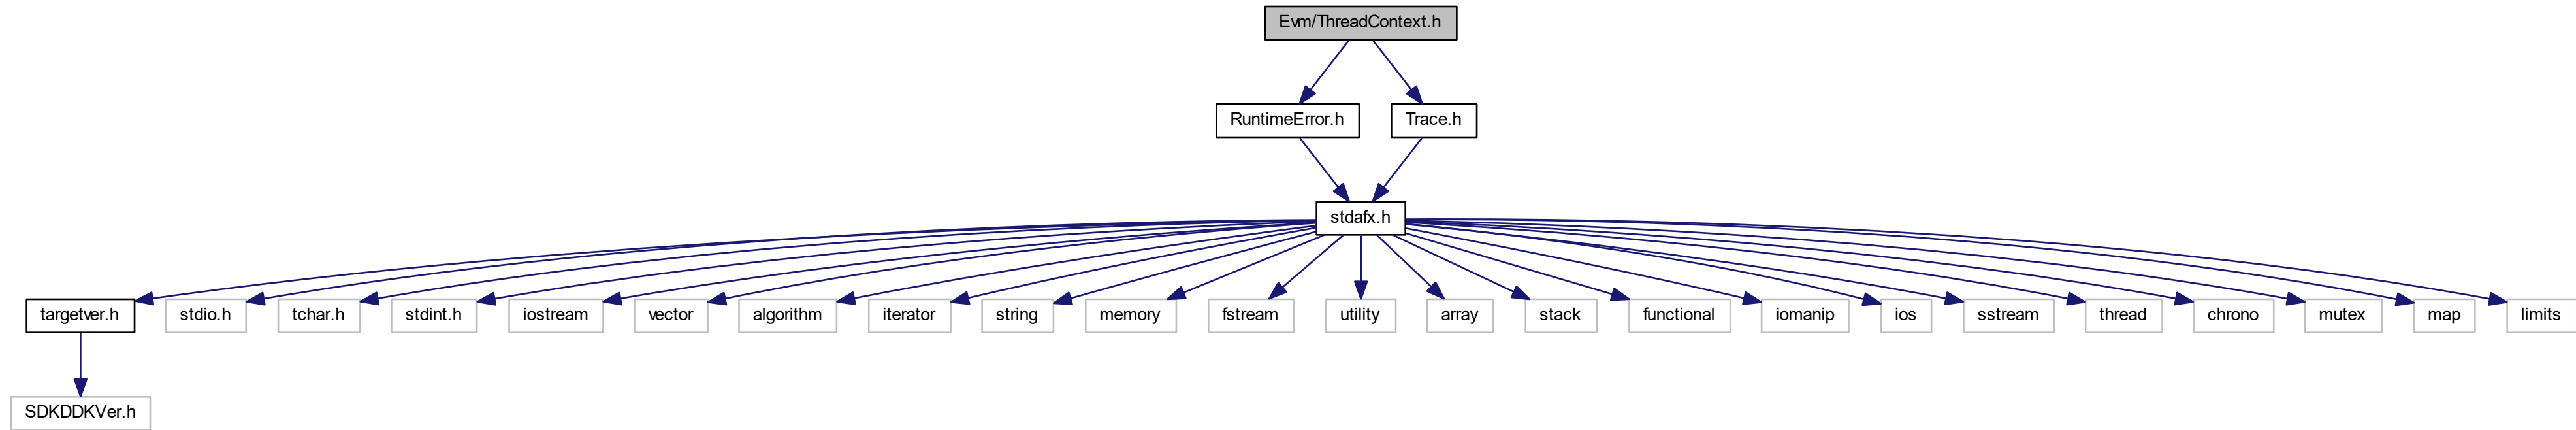 Evm/ThreadContext.h
RuntimeError.h
Trace.h
stdafx.h
targetver.h
stdio.h
tchar.h
stdint.h
iostream
vector
algorithm
iterator
string
memory
fstream
utility
array
stack
functional
iomanip
ios
sstream
thread
chrono
mutex
map
limits
SDKDDKVer.h